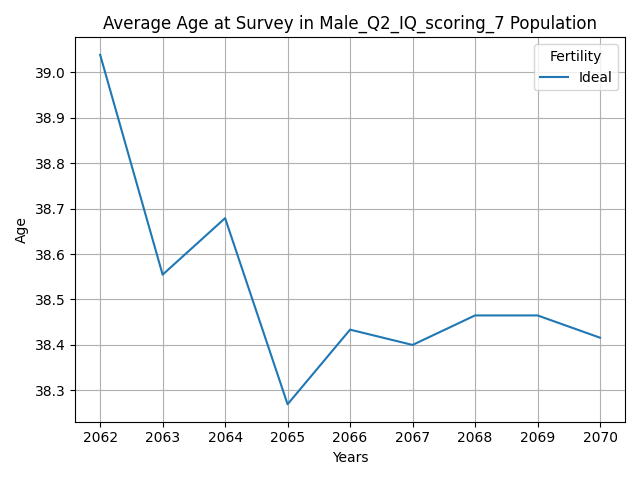 Average Age at Survey in Male_Q2_IQ_scoring_7 Population
Fertility
Ideal
39.0
38.9
38.8
38.7
38.6
38.5
38.4
38.3
Age
2062 2063 2064 2065 2066 2067 2068 2069 2070
Years